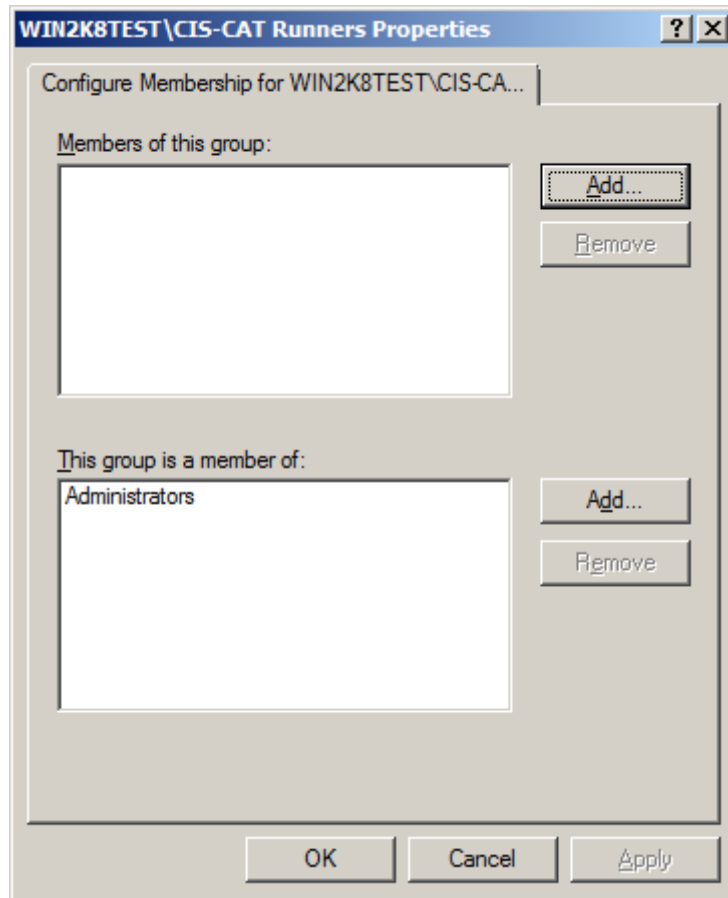 WIN2K8TEST\CIS-CAT Runners Properties
Configure Membership for WIN2K8TEST\CIS-CA...
Members of this group:
Add...
Remove
This group is a member of:
Administrators
Add...
Remove
OK
Cancel
Apply